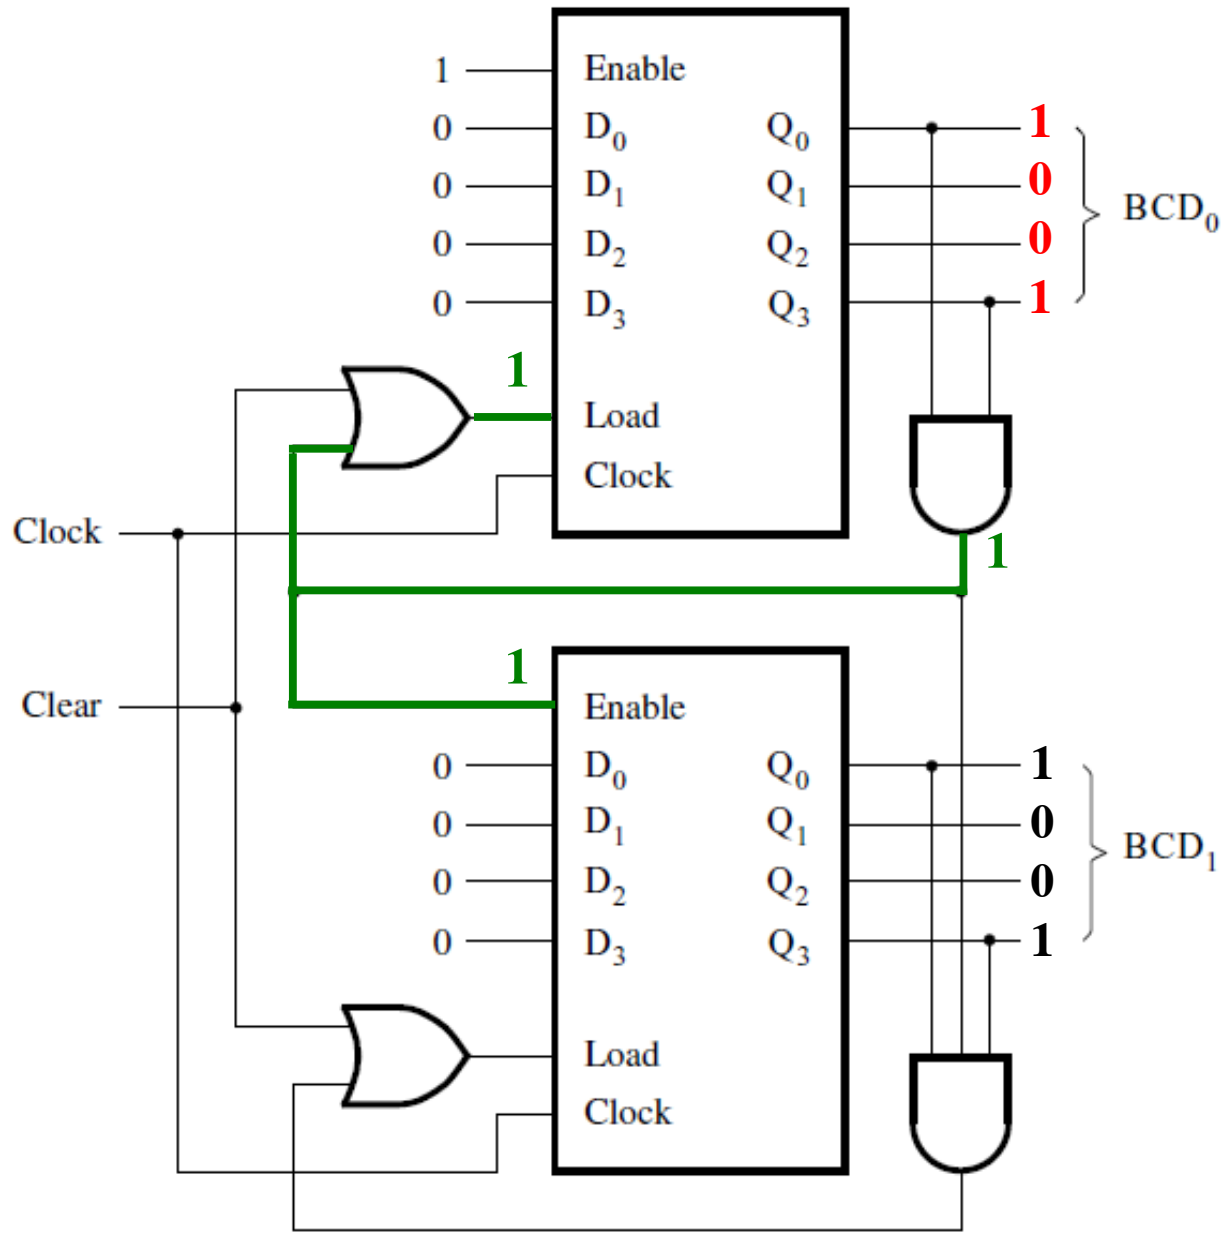 1 Enable
0 D0 Q0 1
0 D1 Q1 0
BCD0
0 D2 Q2 0
0 D3 Q3 1
1
Load
Clock
Clock
1
1
Clear
Enable
0 D0 Q0 1
0 D1 Q1 0
BCD1
0 D2 Q2 0
0 D3 Q3 1
Load
Clock